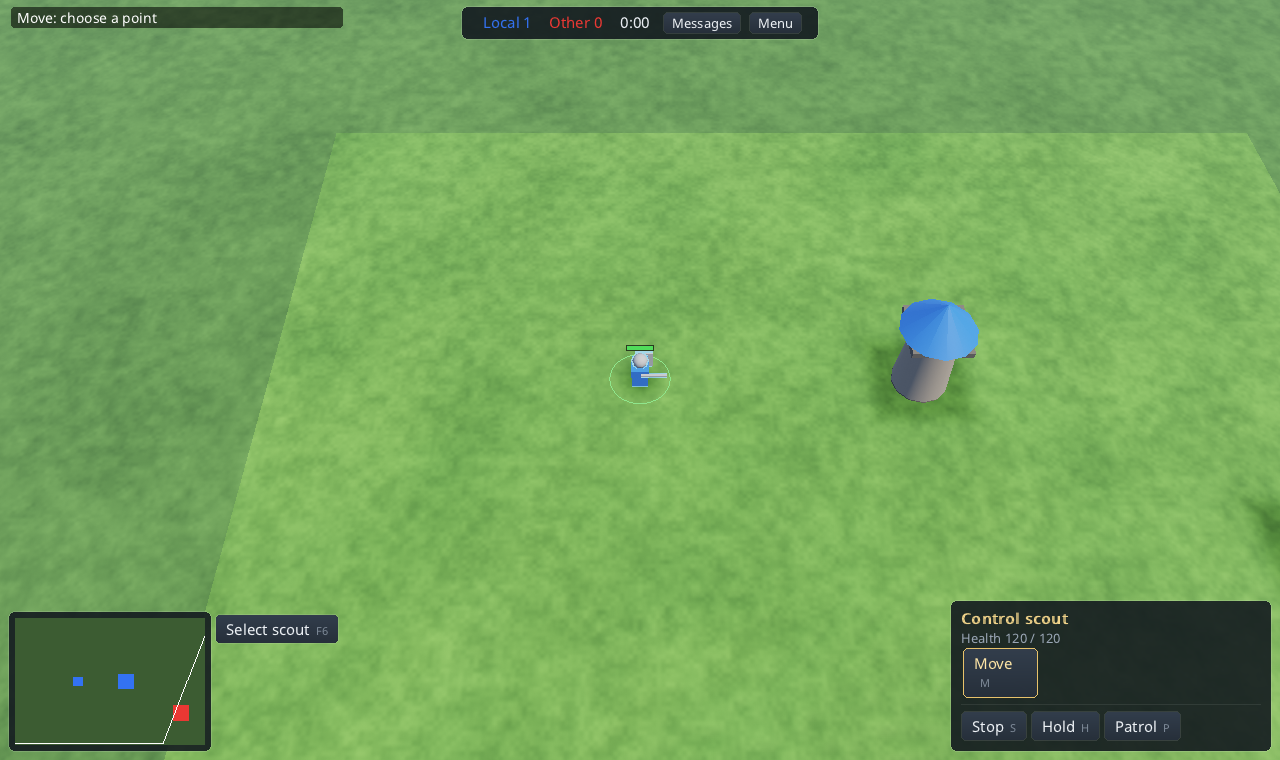 Move: choose a point
Local 1 Other 0 0:00 Messages Menu
Select scout F6
Control scout
Health 120 / 120
Move
M
Stop S Hold H Patrol P